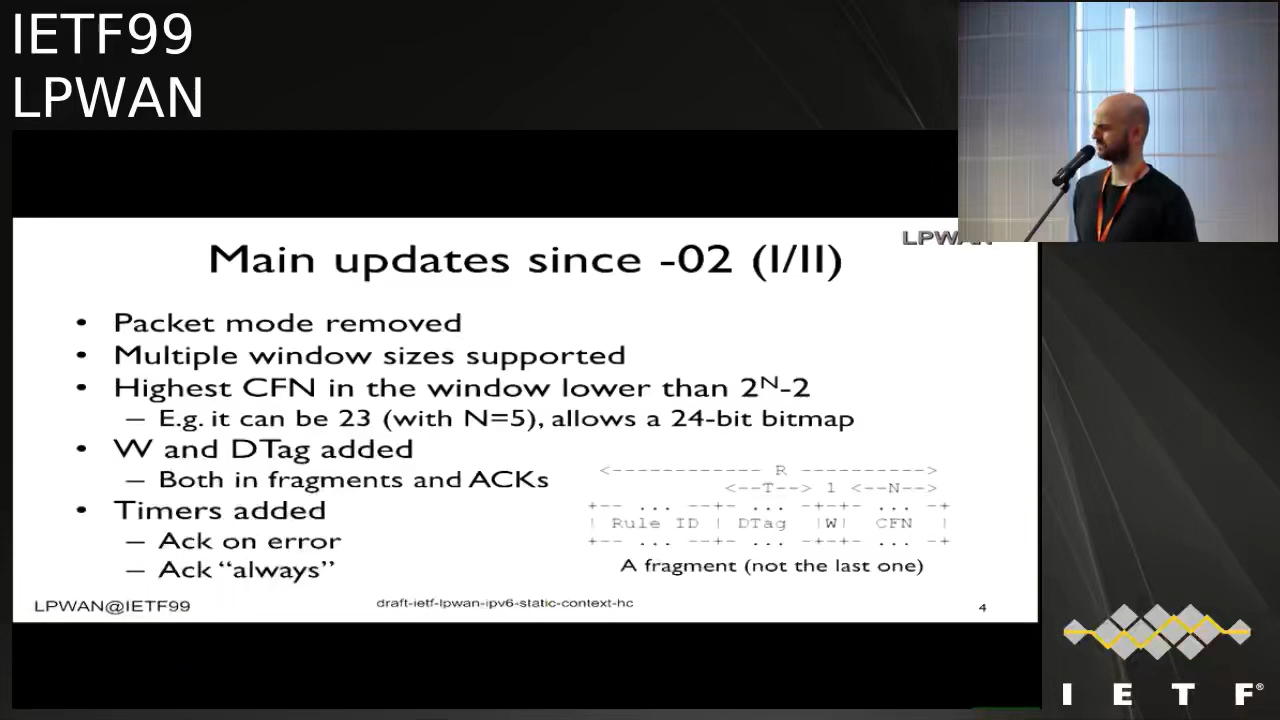 IETF99
LPWAN
LPWAN
Main updates since -02 (I/II)
• Packet mode removed
• Multiple window sizes supported
• Highest CFN in the window lower than 2ᴺ-2
– E.g. it can be 23 (with N=5), allows a 24-bit bitmap
• W and DTag added
– Both in fragments and ACKs
• Timers added
– Ack on error
– Ack “always”
<------------ R ---------->
<--T--> 1 <--N-->
+-- ... --+- ... -+-+- ... -+
| Rule ID | DTag |W| CFN |
+-- ... --+- ... -+-+- ... -+
A fragment (not the last one)
LPWAN@IETF99
draft-ietf-lpwan-ipv6-static-context-hc
4
I E T F®